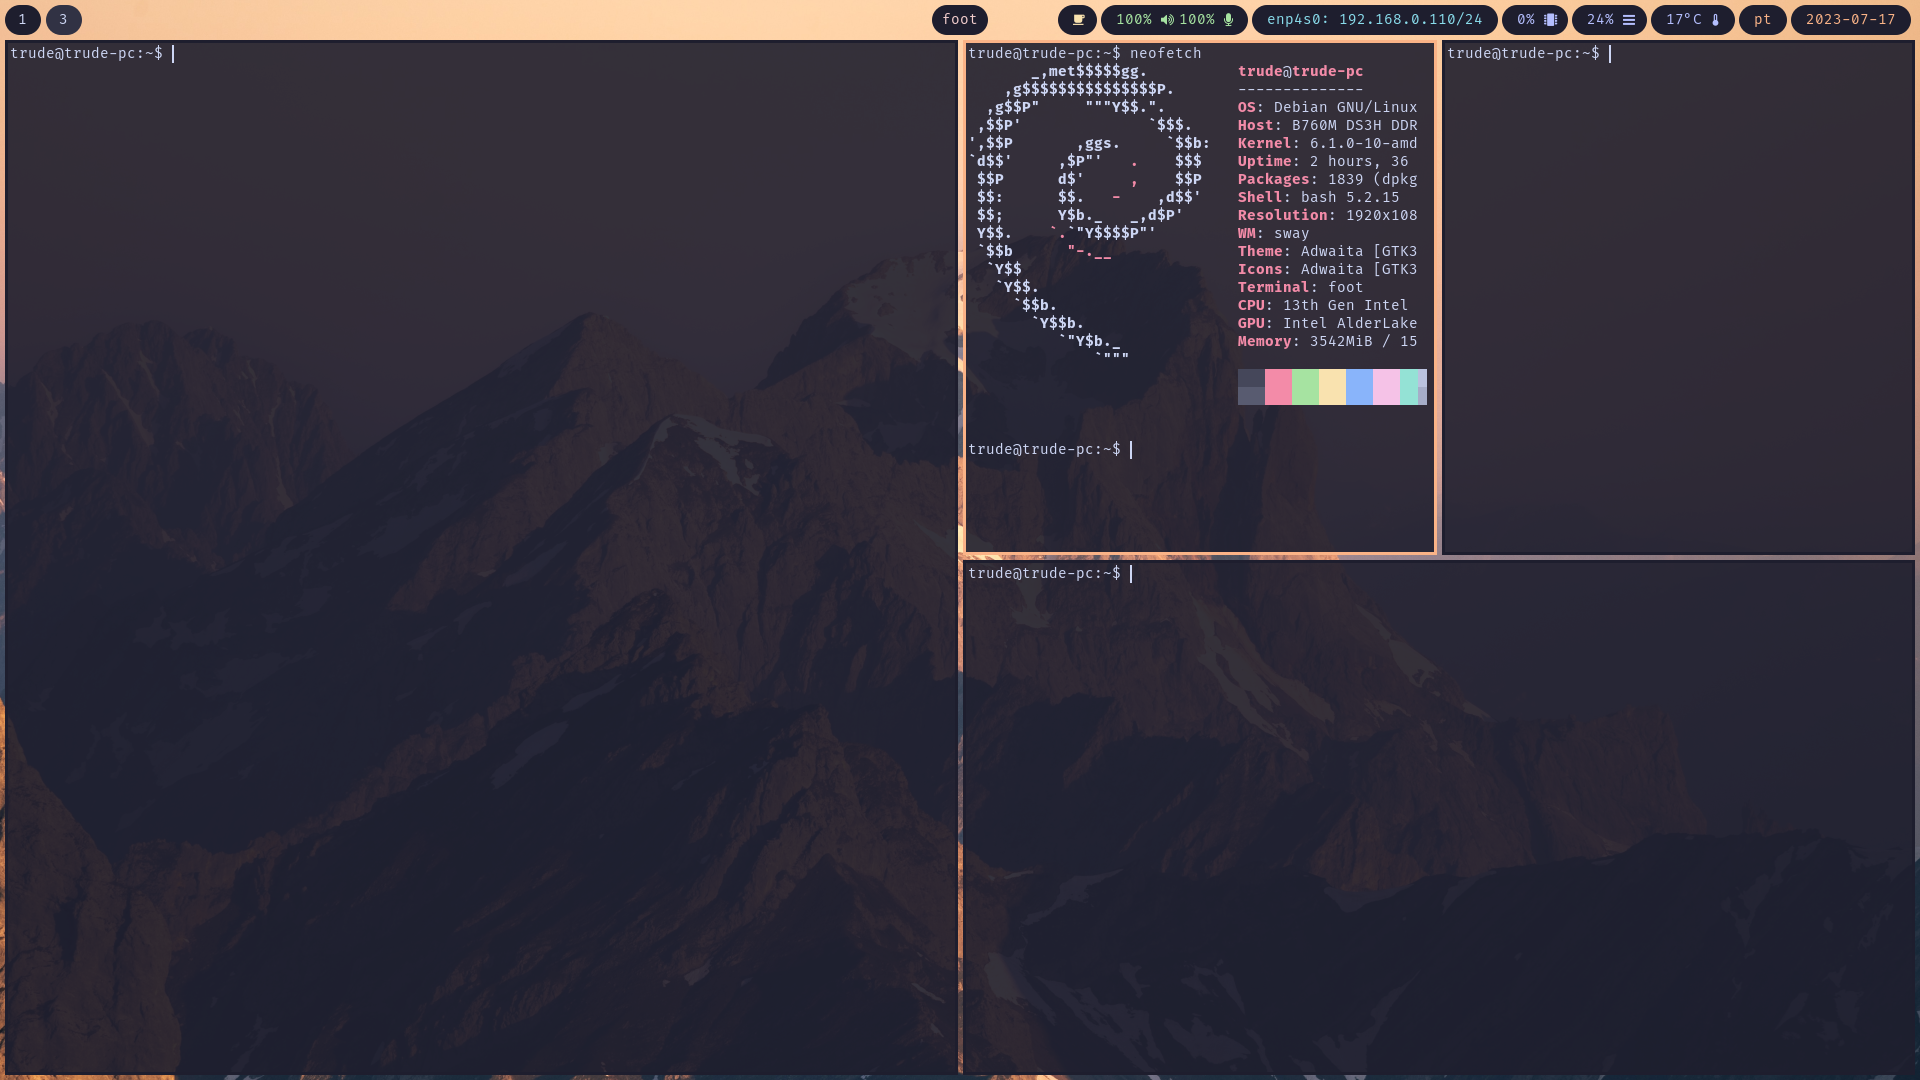 1 3 foot 100% 100% enp4s0: 192.168.0.110/24 0% 24% 17°C pt 2023-07-17
trude@trude-pc:~$
trude@trude-pc:~$ neofetch
       _,met$$$$$gg.
    ,g$$$$$$$$$$$$$$$P.
  ,g$$P"     """Y$$.".
 ,$$P'              `$$$.
',$$P       ,ggs.     `$$b:
`d$$'     ,$P"'   .    $$$
 $$P      d$'     ,    $$P
 $$:      $$.   -    ,d$$'
 $$;      Y$b._   _,d$P'
 Y$$.    `.`"Y$$$$P"'
 `$$b      "-.__
  `Y$$
   `Y$$.
     `$$b.
       `Y$$b.
          `"Y$b._
              `"""
trude@trude-pc
--------------
OS: Debian GNU/Linux
Host: B760M DS3H DDR
Kernel: 6.1.0-10-amd
Uptime: 2 hours, 36
Packages: 1839 (dpkg
Shell: bash 5.2.15
Resolution: 1920x108
WM: sway
Theme: Adwaita [GTK3
Icons: Adwaita [GTK3
Terminal: foot
CPU: 13th Gen Intel
GPU: Intel AlderLake
Memory: 3542MiB / 15
trude@trude-pc:~$
trude@trude-pc:~$
trude@trude-pc:~$